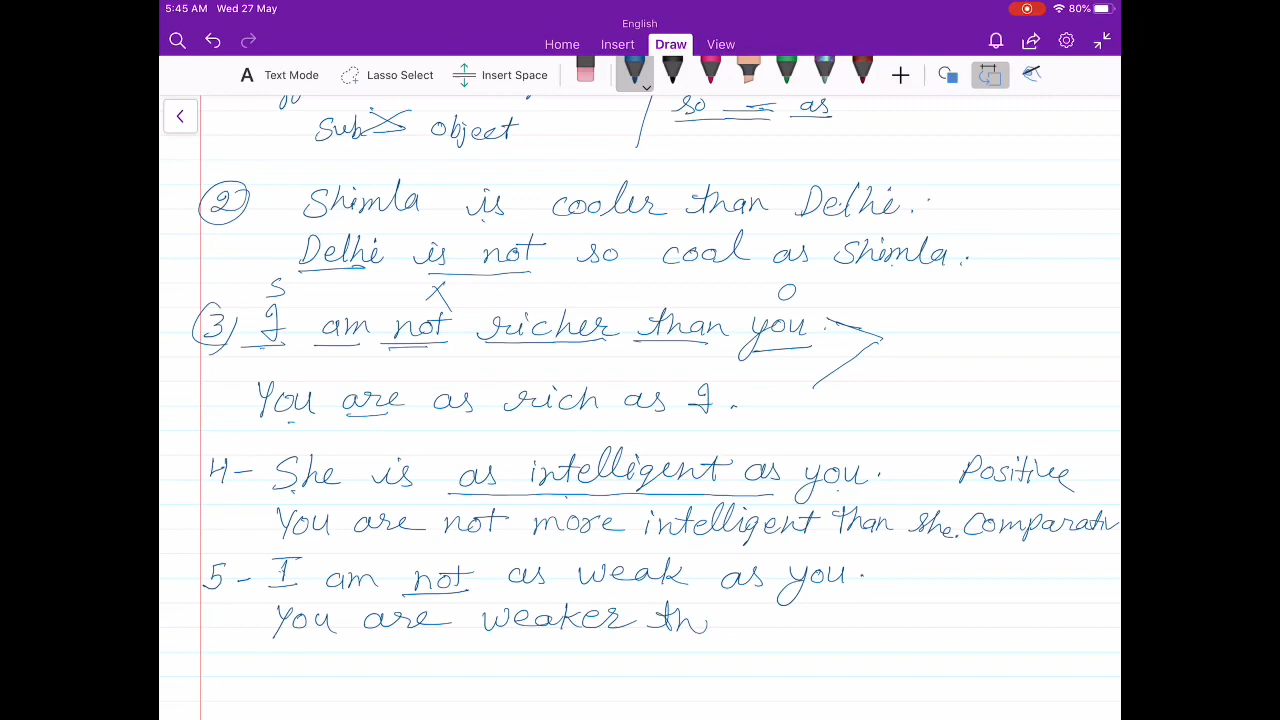 5:45 AM Wed 27 May
80%
English
Home Insert Draw View
Text Mode Lasso Select Insert Space
so — as
Sub object
2 Shimla is cooler than Delhi.
Delhi is not so coal as Shimla.
S X O
3) I am not richer than you.
You are as rich as I.
4- She is as intelligent as you. Positive
You are not more intelligent than she. Comparativ
5- I am not as weak as you.
You are weaker th